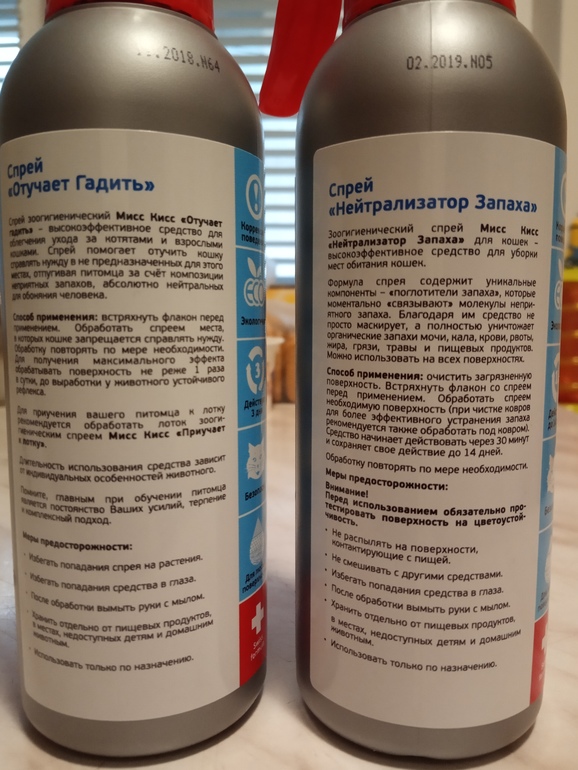 2018.N64
Спрей
«Отучает Гадить»
Спрей зоогигиенический Мисс Кисс «Отучает
гадить» – высокоэффективное средство для
облегчения ухода за котятами и взрослыми
кошками. Спрей помогает отучить кошку
справлять нужду в не предназначенных для этого
местах, отпугивая питомца за счёт композиции
неприятных запахов, абсолютно нейтральных
для обоняния человека.
Способ применения: встряхнуть флакон перед
применением. Обработать спреем места,
в которых кошке запрещается справлять нужду.
Обработку повторять по мере необходимости.
Для получения максимального эффекта
обрабатывать поверхность не реже 1 раза
в сутки, до выработки у животного устойчивого
рефлекса.
Для приучения вашего питомца к лотку
рекомендуется обработать лоток зооги-
гиеническим спреем Мисс Кисс «Приучает
к лотку».
Длительность использования средства зависит
от индивидуальных особенностей животного.
Помните, главным при обучении питомца
является постоянство Ваших усилий, терпение
и комплексный подход.
Меры предосторожности:
· Избегать попадания спрея на растения.
· Избегать попадания средства в глаза.
· После обработки вымыть руки с мылом.
· Хранить отдельно от пищевых продуктов,
в местах, недоступных детям и домашним
животным.
· Использовать только по назначению.
02.2019.N05
Спрей
«Нейтрализатор Запаха»
Зоогигиенический спрей Мисс Кисс
«Нейтрализатор Запаха» для кошек –
высокоэффективное средство для уборки
мест обитания кошек.
Формула спрея содержит уникальные
компоненты – «поглотители запаха», которые
моментально «связывают» молекулы непри-
ятного запаха. Благодаря им средство не
просто маскирует, а полностью уничтожает
органические запахи мочи, кала, крови, рвоты,
жира, грязи, травы и пищевых продуктов.
Можно использовать на всех поверхностях.
Способ применения: очистить загрязненную
поверхность. Встряхнуть флакон со спреем
перед применением. Обработать спреем
необходимую поверхность (при чистке ковров
для более эффективного устранения запаха
рекомендуется также обработать под ковром).
Средство начинает действовать через 30 минут
и сохраняет свое действие до 14 дней.
Обработку повторять по мере необходимости.
Меры предосторожности:
Внимание!
Перед использованием обязательно про-
тестировать поверхность на цветоустой-
чивость.
· Не распылять на поверхности,
контактирующие с пищей.
· Не смешивать с другими средствами.
· Избегать попадания средства в глаза.
· После обработки вымыть руки с мылом.
· Хранить отдельно от пищевых продуктов,
в местах, недоступных детям и домашним
животным.
· Использовать только по назначению.